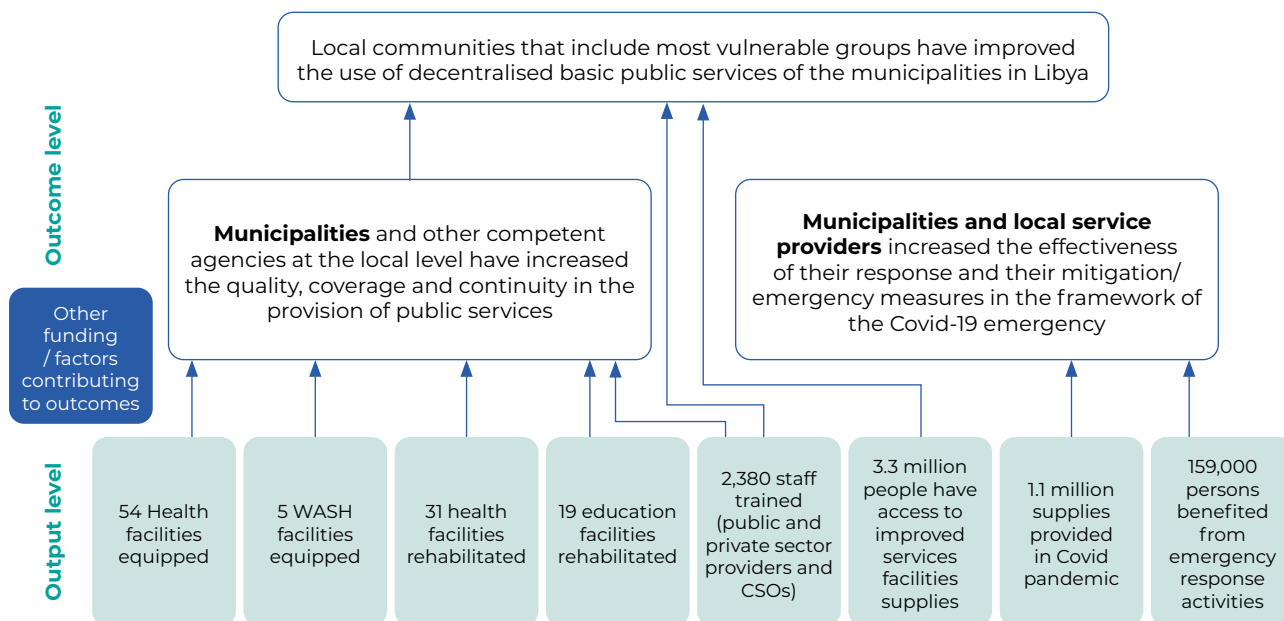 Local communities that include most vulnerable groups have improved
the use of decentralised basic public services of the municipalities in Libya
Outcome level
Municipalities and other competent
agencies at the local level have increased
the quality, coverage and continuity in the
provision of public services
Municipalities and local service
providers increased the effectiveness
of their response and their mitigation/
emergency measures in the framework of
the Covid-19 emergency
Other
funding
/ factors
contributing
to outcomes
Output level
54 Health
facilities
equipped
5 WASH
facilities
equipped
31 health
facilities
rehabilitated
19 education
facilities
rehabilitated
2,380 staff
trained
(public and
private sector
providers and
CSOs)
3.3 million
people have
access to
improved
services
facilities
supplies
1.1 million
supplies
provided
in Covid
pandemic
159,000
persons
benefited
from
emergency
response
activities